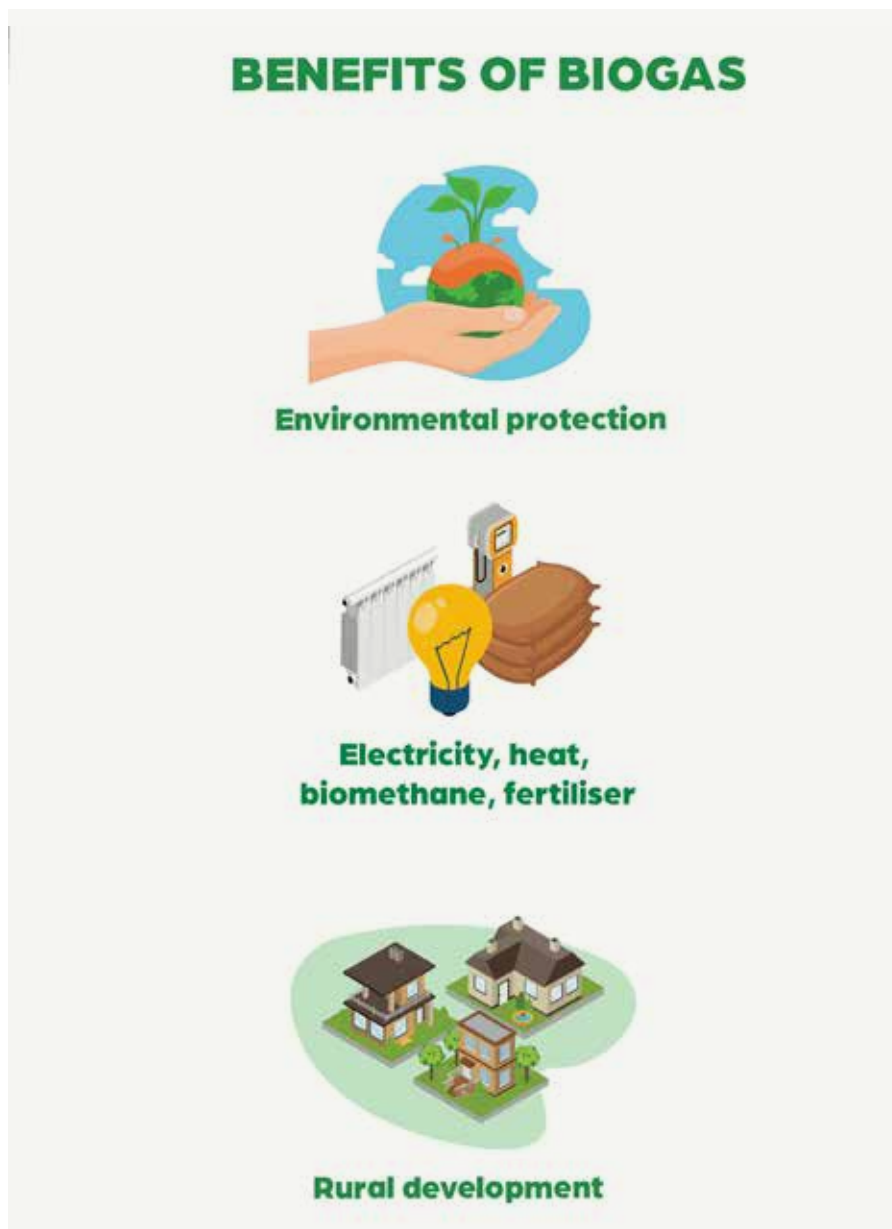 BENEFITS OF BIOGAS
Environmental protection
Electricity, heat,
biomethane, fertiliser
Rural development